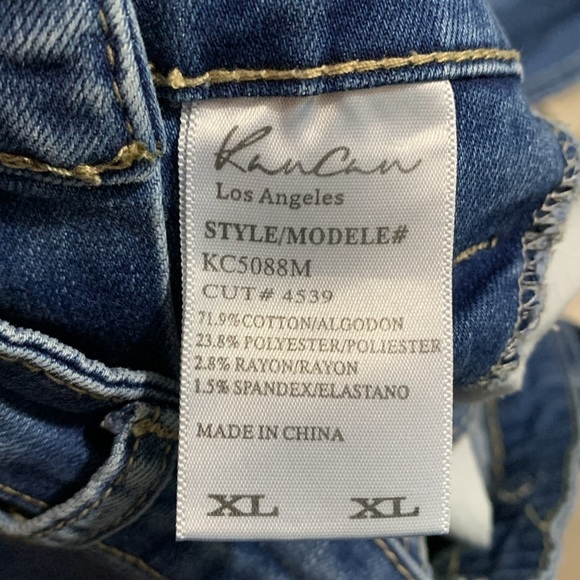 KanCan
Los Angeles
STYLE/MODELE#
KC5088M
CUT# 4539
71.9% COTTON/ALGODON
23.8% POLYESTER/POLIESTER
2.8% RAYON/RAYON
1.5% SPANDEX/ELASTANO
MADE IN CHINA
XL XL